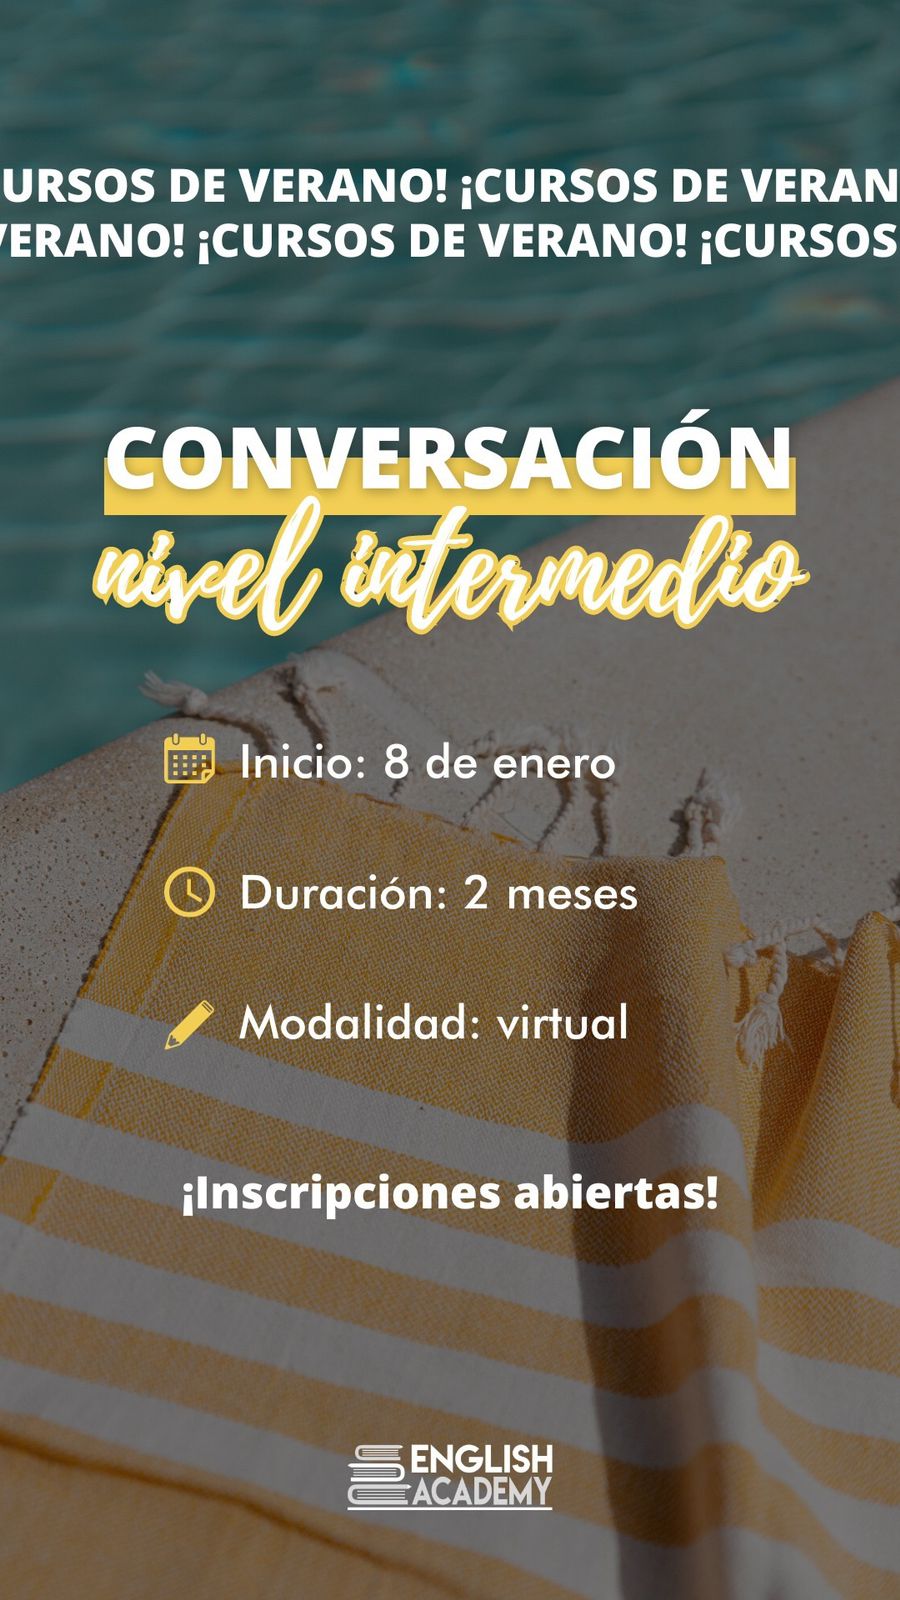 URSOS DE VERANO! ¡CURSOS DE VERAN
VERANO! ¡CURSOS DE VERANO! ¡CURSOS
CONVERSACIÓN
nivel intermedio
Inicio: 8 de enero
Duración: 2 meses
Modalidad: virtual
¡Inscripciones abiertas!
ENGLISH
ACADEMY